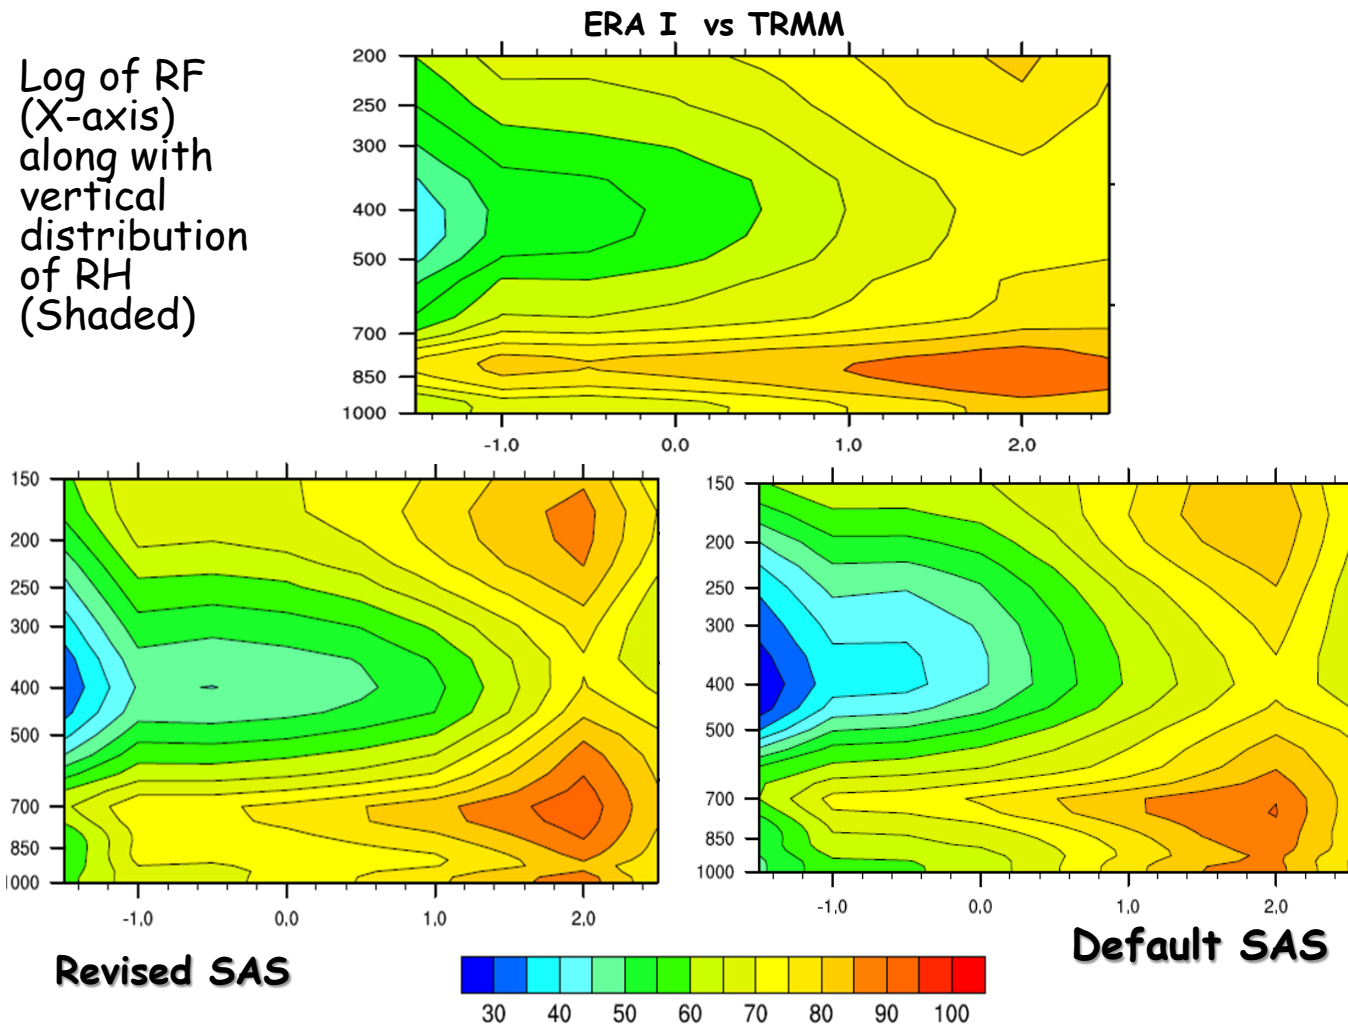 ERA I vs TRMM
Log of RF
(X-axis)
along with
vertical
distribution
of RH
(Shaded)
200
250
300
400
500
700
850
1000
-1.0 0.0 1.0 2.0
150
200
250
300
400
500
700
850
1000
-1.0 0.0 1.0 2.0
150
200
250
300
400
500
700
850
1000
-1.0 0.0 1.0 2.0
Revised SAS
Default SAS
30 40 50 60 70 80 90 100